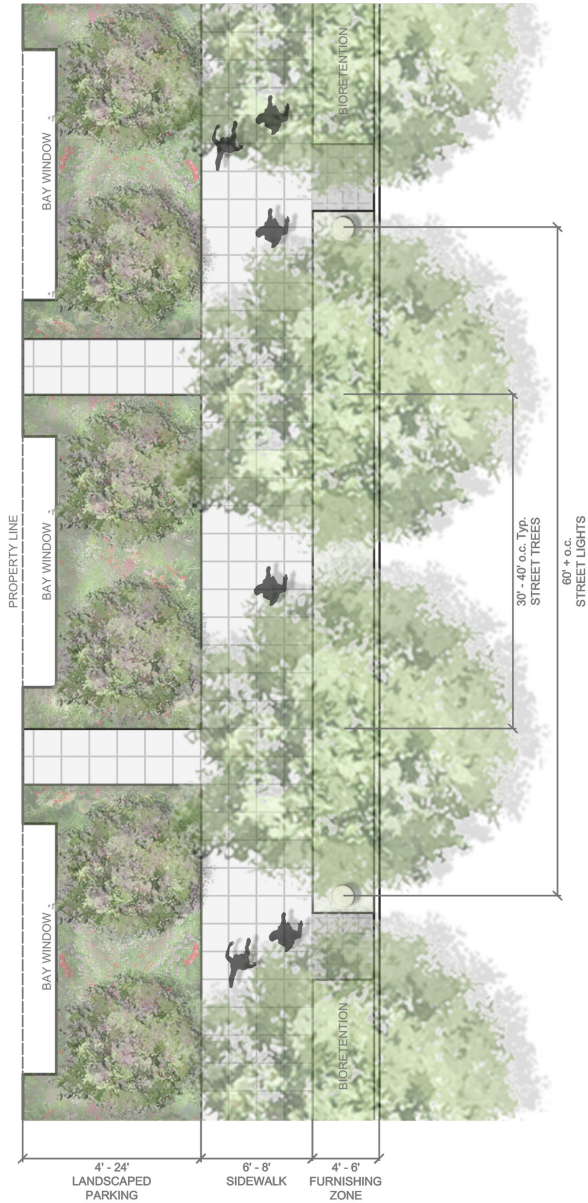 PROPERTY LINE
BAY WINDOW
BAY WINDOW
BAY WINDOW
BIORETENTION
BIORETENTION
30' - 40' o.c. Typ.
STREET TREES
60' + o.c.
STREET LIGHTS
4' - 24'
LANDSCAPED
PARKING
6' - 8'
SIDEWALK
4' - 6'
FURNISHING
ZONE